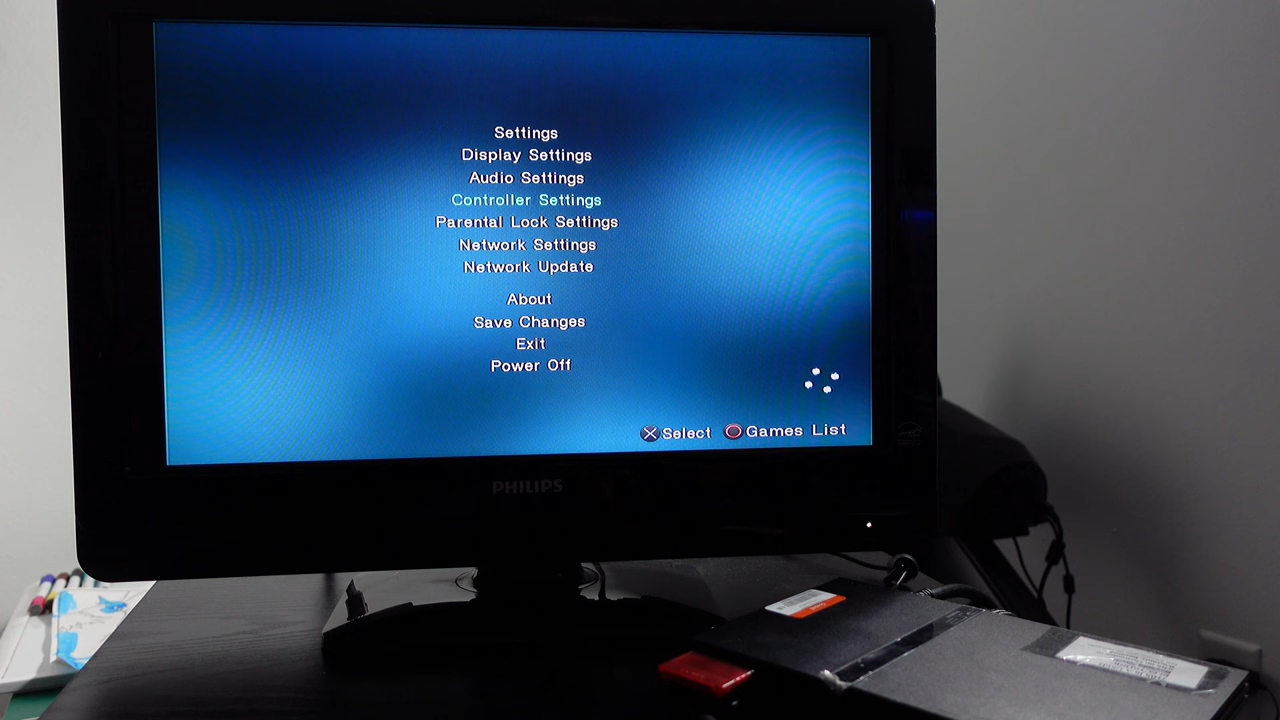 Settings
Display Settings
Audio Settings
Controller Settings
Parental Lock Settings
Network Settings
Network Update
About
Save Changes
Exit
Power Off
Select Games List
PHILIPS